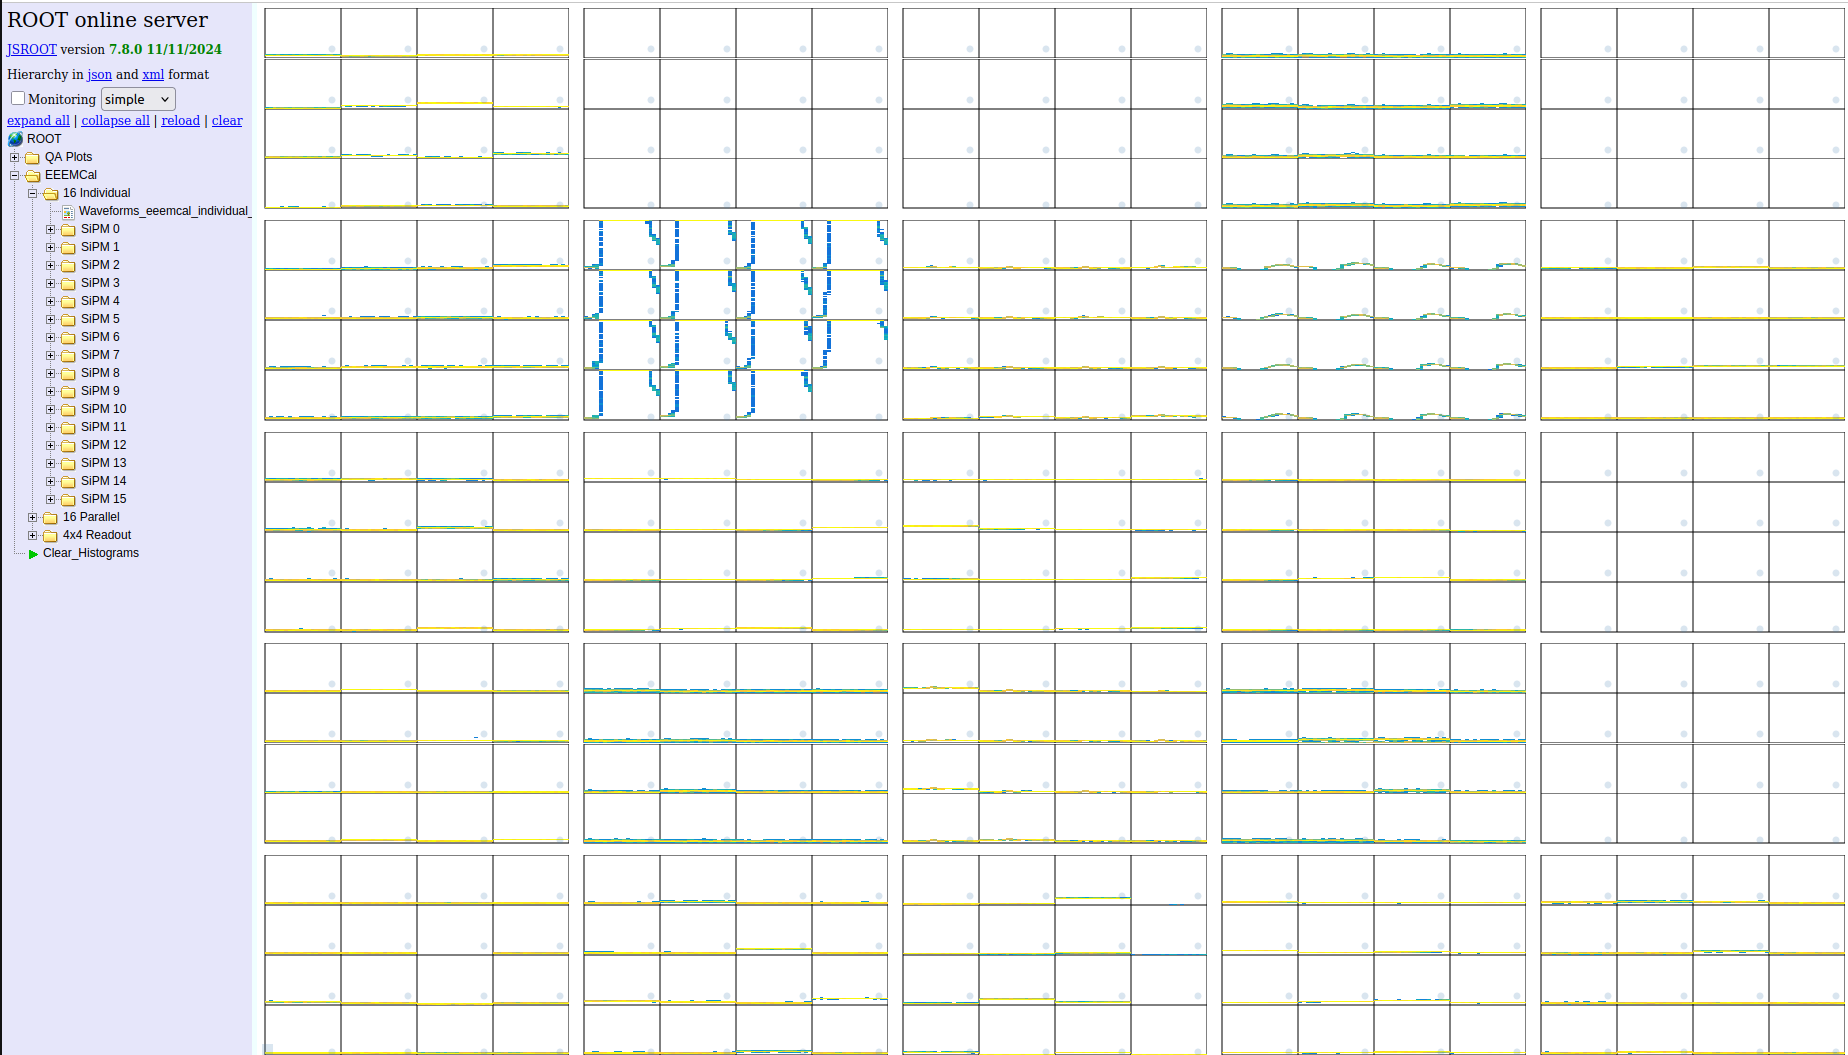 ROOT online server
JSROOT version 7.8.0 11/11/2024
Hierarchy in json and xml format
Monitoring simple
expand all | collapse all | reload | clear
ROOT
QA Plots
EEEMCal
16 Individual
Waveforms_eeemcal_individual_
SiPM 0
SiPM 1
SiPM 2
SiPM 3
SiPM 4
SiPM 5
SiPM 6
SiPM 7
SiPM 8
SiPM 9
SiPM 10
SiPM 11
SiPM 12
SiPM 13
SiPM 14
SiPM 15
16 Parallel
4x4 Readout
Clear_Histograms